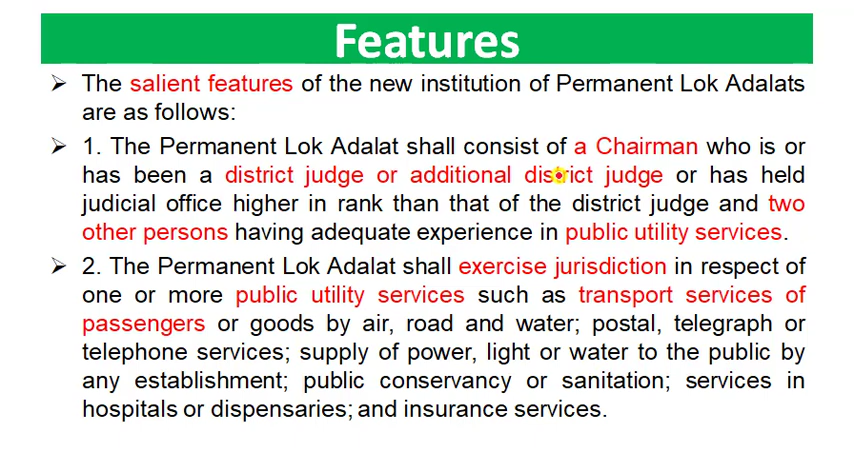 Features
➢ The salient features of the new institution of Permanent Lok Adalats
are as follows:
➢ 1. The Permanent Lok Adalat shall consist of a Chairman who is or
has been a district judge or additional district judge or has held
judicial office higher in rank than that of the district judge and two
other persons having adequate experience in public utility services.
➢ 2. The Permanent Lok Adalat shall exercise jurisdiction in respect of
one or more public utility services such as transport services of
passengers or goods by air, road and water; postal, telegraph or
telephone services; supply of power, light or water to the public by
any establishment; public conservancy or sanitation; services in
hospitals or dispensaries; and insurance services.